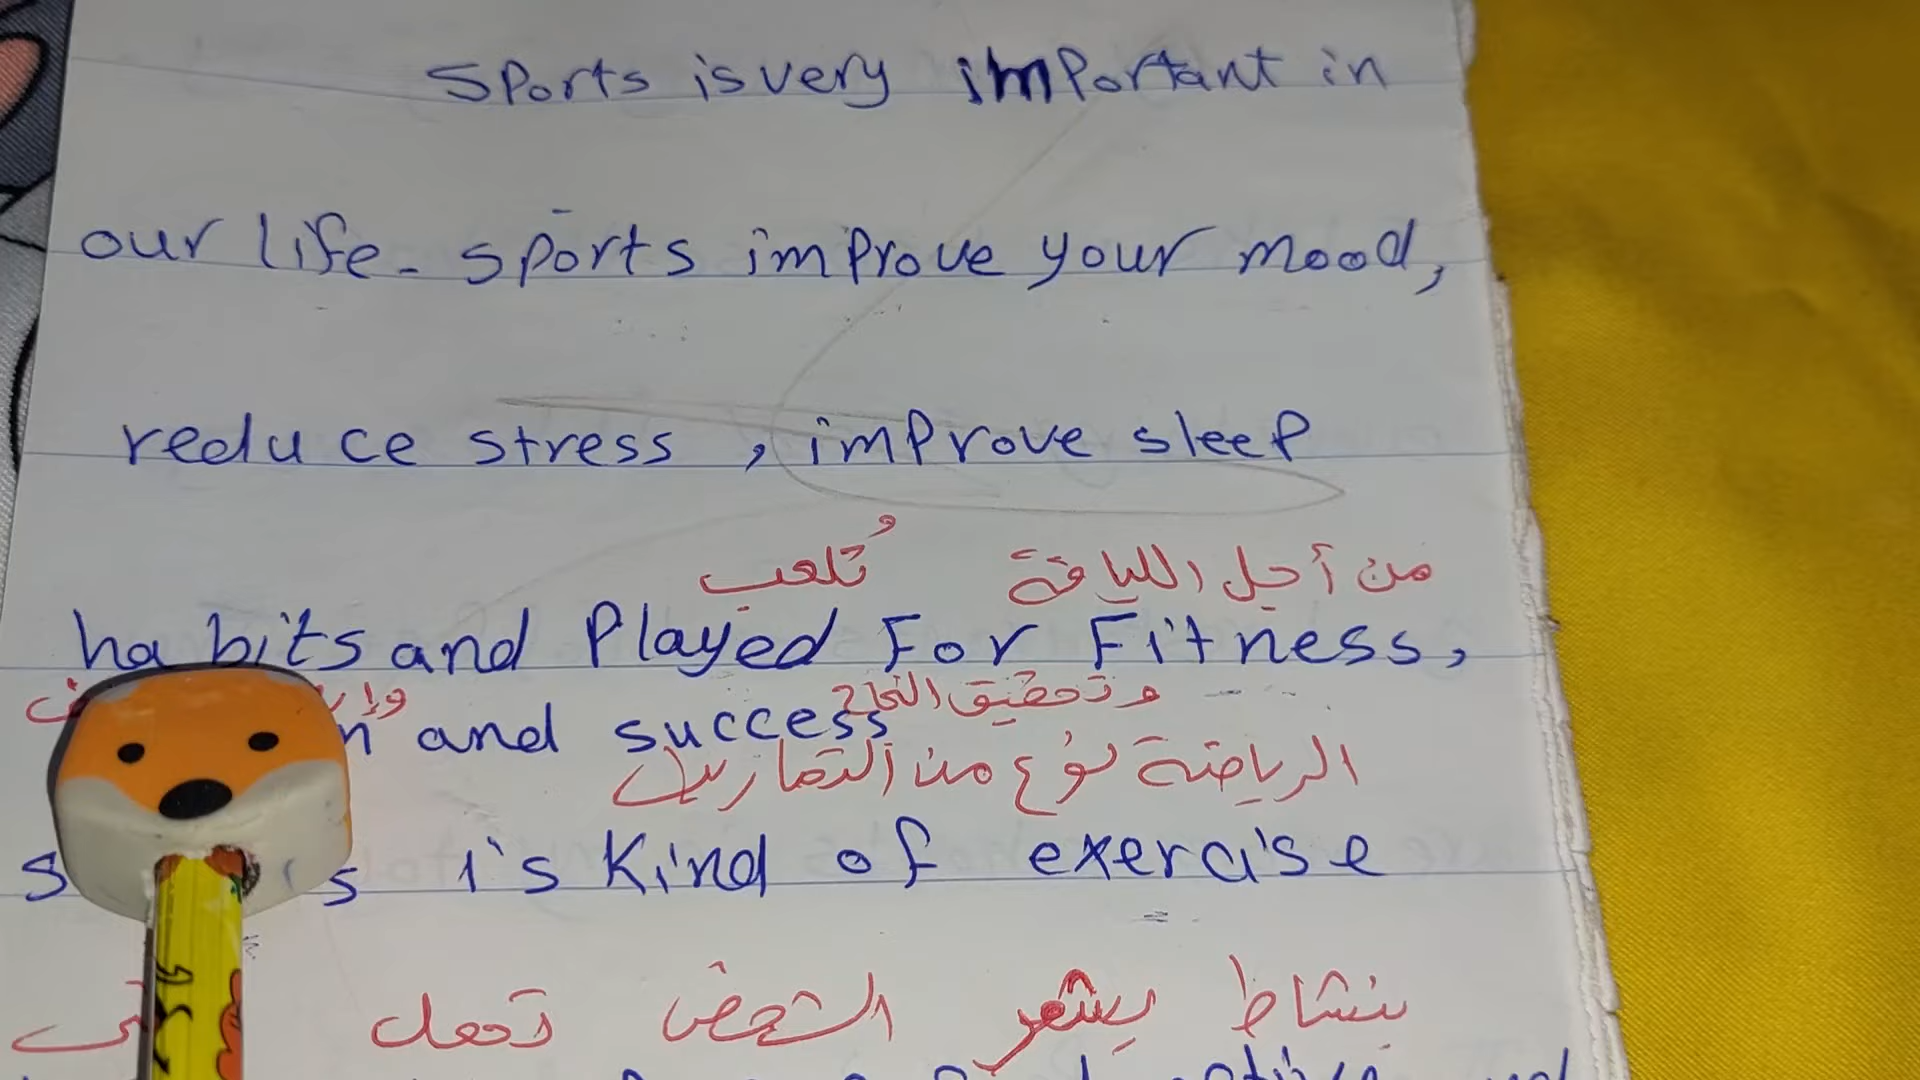 Sports is very important in
our life. sports improve your mood,
reduce stress, improve sleep
من أجل اللياقة تُلعب
habits and Played For Fitness,
وتحقيق النجاح
and success
الرياضة نوع من التمارين
is Kind of exercise
بنشاط يشعر الشخص تجعل